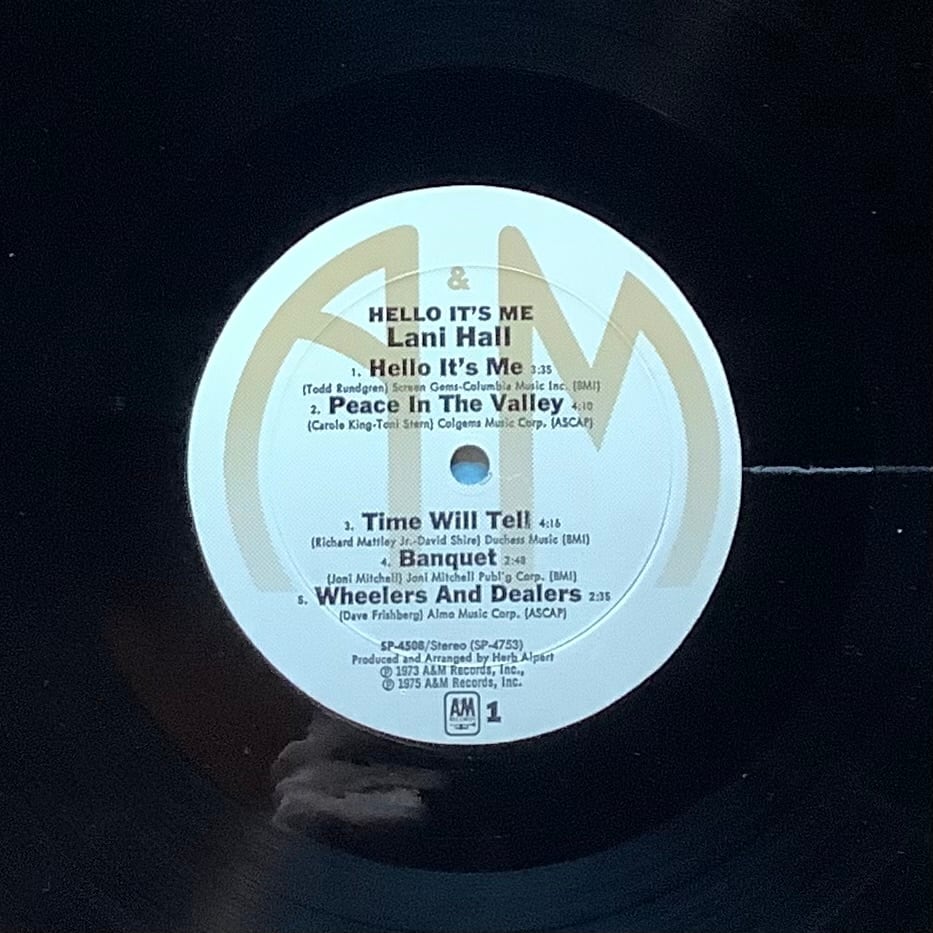 A&M
HELLO IT'S ME
Lani Hall
1. Hello It's Me 3:35
(Todd Rundgren) Screen Gems-Columbia Music Inc. (BMI)
2. Peace In The Valley 4:10
(Carole King-Toni Stern) Colgems Music Corp. (ASCAP)
3. Time Will Tell 4:16
(Richard Maltley Jr.-David Shire) Duchess Music (BMI)
4. Banquet 2:48
(Joni Mitchell) Joni Mitchell Publ'g Corp. (BMI)
5. Wheelers And Dealers 2:35
(Dave Frishberg) Almo Music Corp. (ASCAP)
SP-4508/Stereo (SP-4753)
Produced and Arranged by Herb Alpert
℗ 1973 A&M Records, Inc.,
℗ 1975 A&M Records, Inc.
AM RECORDS 1